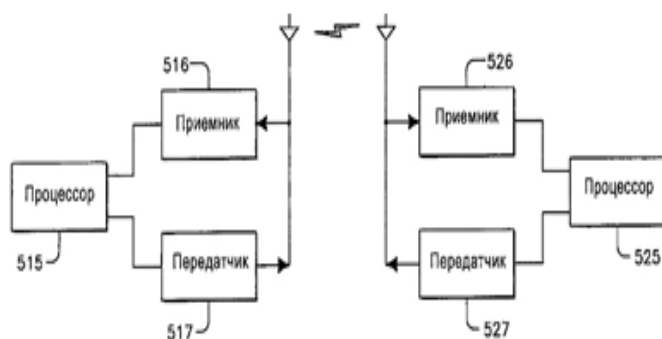 516
Приемник
Процессор
515
Передатчик
517
526
Приемник
Процессор
525
Передатчик
527